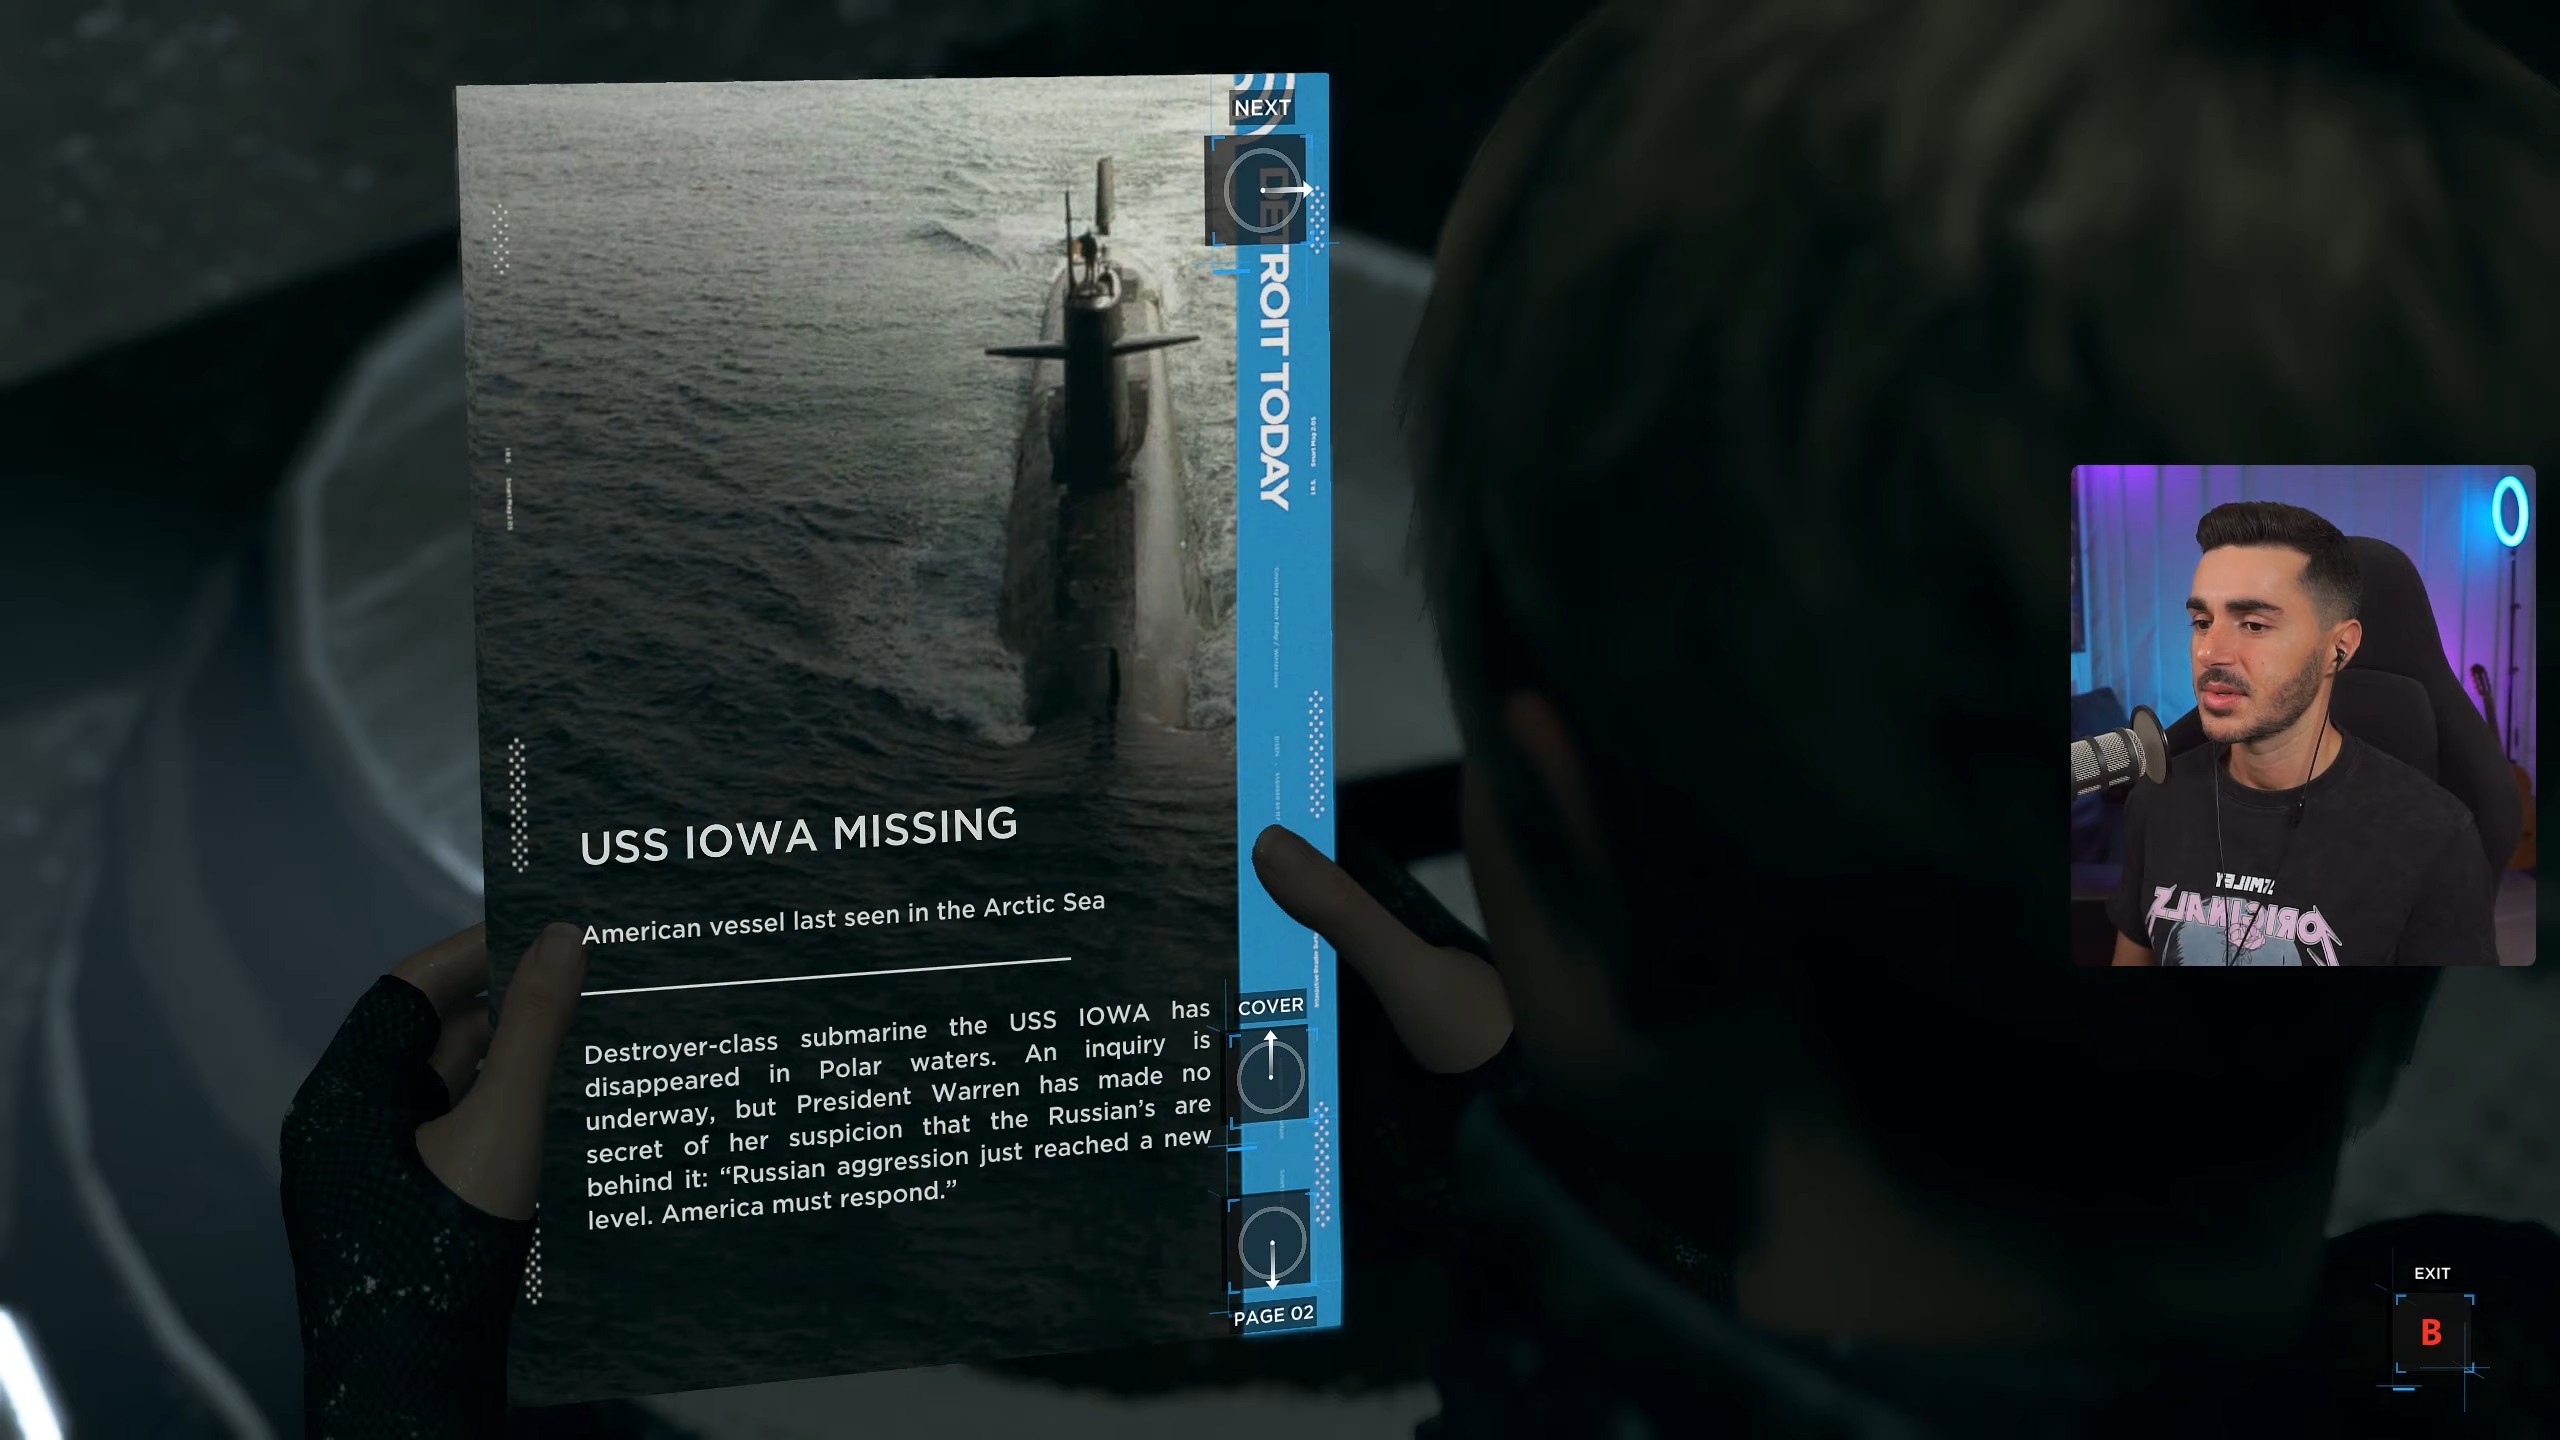 NEXT
DETROIT TODAY
USS IOWA MISSING
American vessel last seen in the Arctic Sea
Destroyer-class submarine the USS IOWA has
disappeared in Polar waters. An inquiry is
underway, but President Warren has made no
secret of her suspicion that the Russian's are
behind it: “Russian aggression just reached a new
level. America must respond.”
COVER
PAGE 02
SMILEY
ORIGINALS
EXIT
B